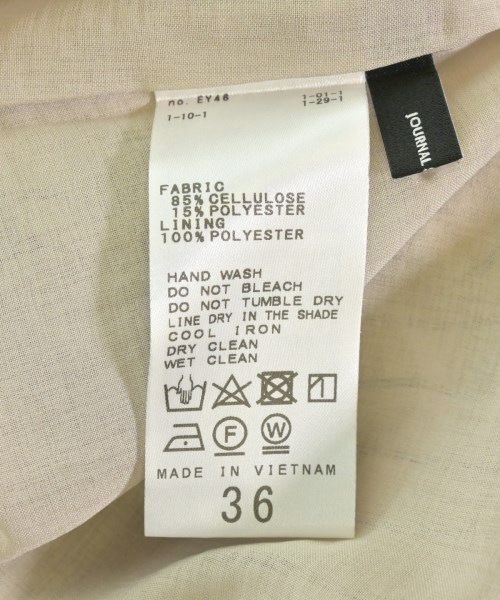 no. EY46 1-01-1
1-10-1 1-29-1
JOURNAL
FABRIC
85% CELLULOSE
15% POLYESTER
LINING
100% POLYESTER
HAND WASH
DO NOT BLEACH
DO NOT TUMBLE DRY
LINE DRY IN THE SHADE
COOL IRON
DRY CLEAN
WET CLEAN
F W
MADE IN VIETNAM
36